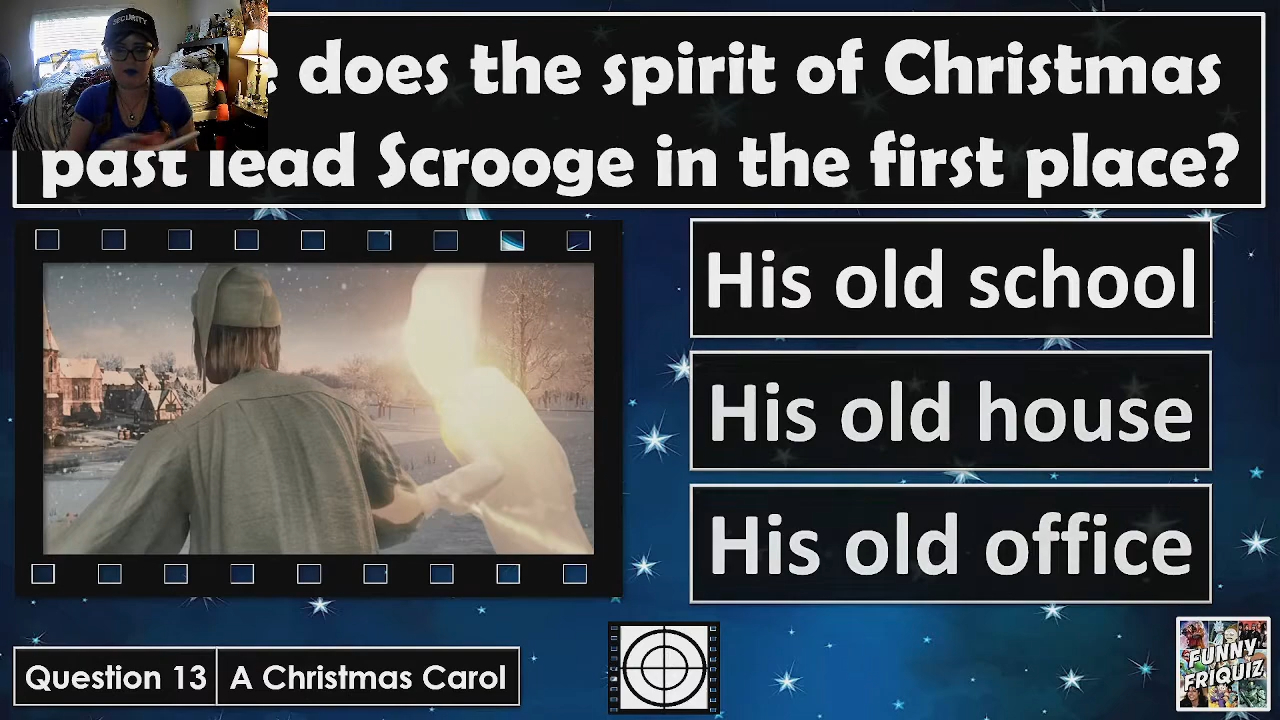 SECURITY
does the spirit of Christmas
past lead Scrooge in the first place?
His old school
His old house
His old office
Question 13
A Christmas Carol
FUNNY
FRIQUIZ